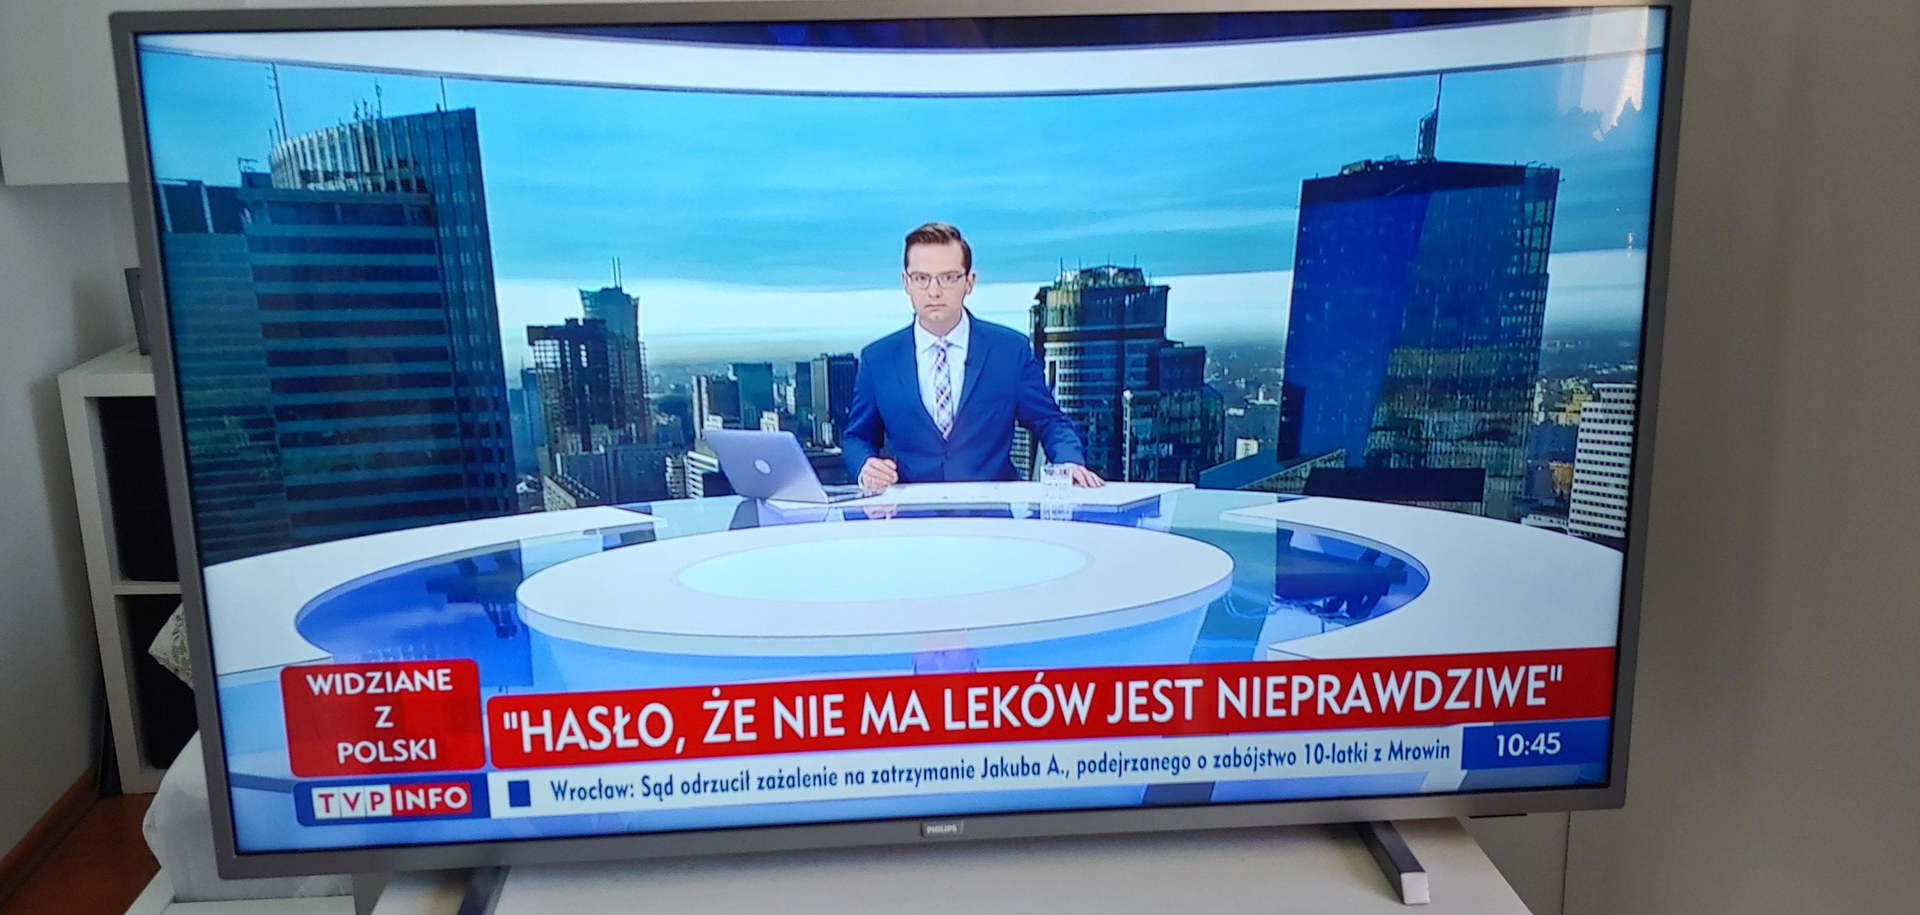 WIDZIANE
Z
POLSKI
"HASŁO, ŻE NIE MA LEKÓW JEST NIEPRAWDZIWE"
TVP INFO
Wrocław: Sąd odrzucił zażalenie na zatrzymanie Jakuba A., podejrzanego o zabójstwo 10-latki z Mrowin
10:45
PHILIPS